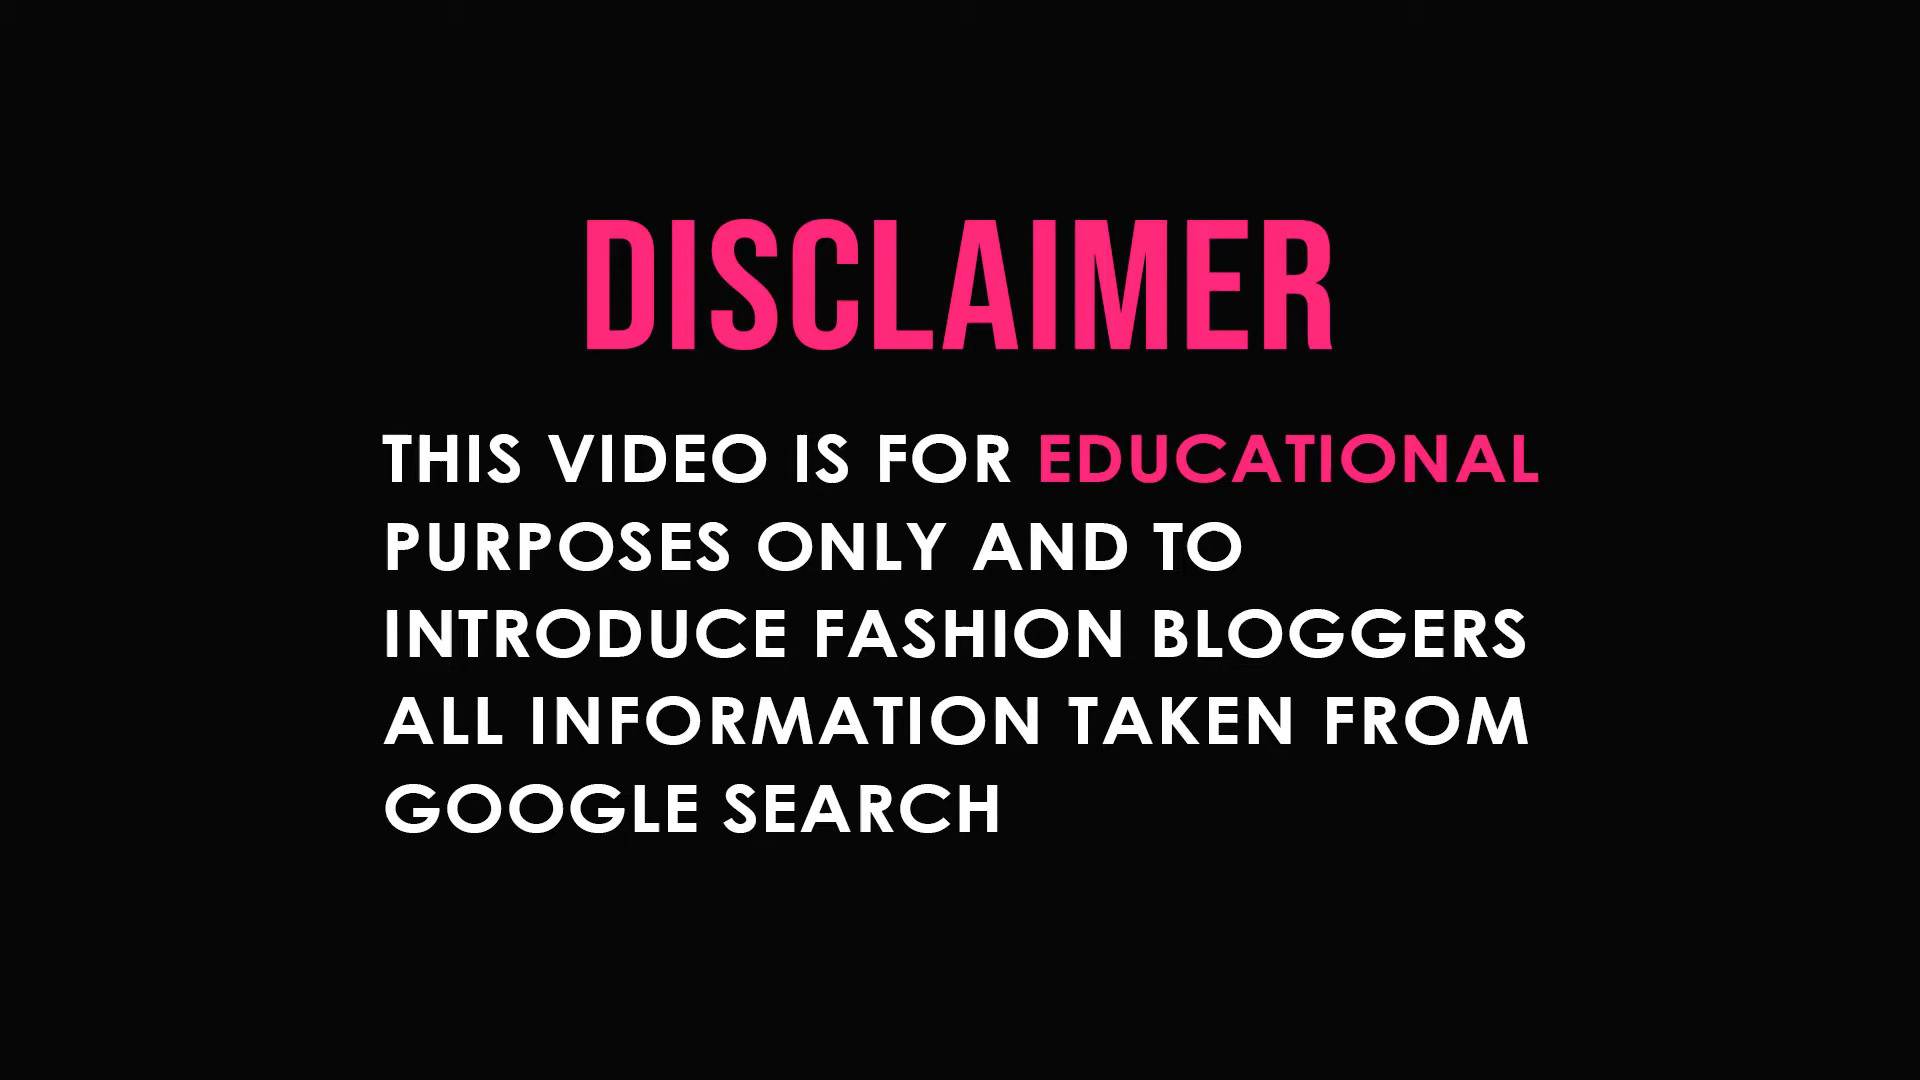 DISCLAIMER
THIS VIDEO IS FOR EDUCATIONAL
PURPOSES ONLY AND TO
INTRODUCE FASHION BLOGGERS
ALL INFORMATION TAKEN FROM
GOOGLE SEARCH